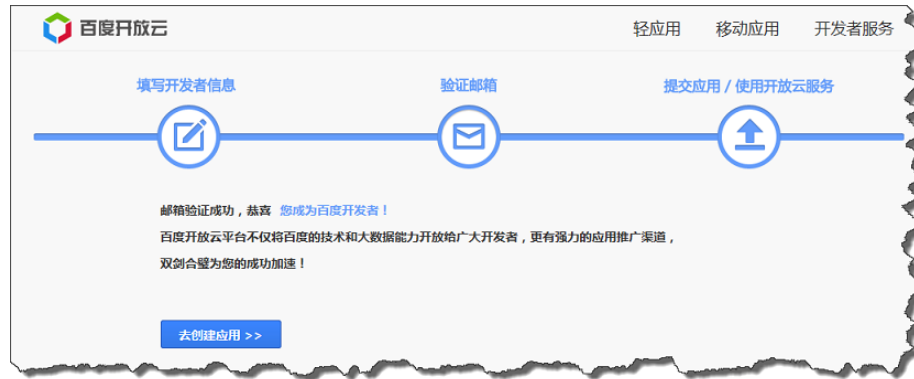 百度开放云
轻应用 移动应用 开发者服务
填写开发者信息 验证邮箱 提交应用 / 使用开放云服务
邮箱验证成功，恭喜 您成为百度开发者！
百度开放云平台不仅将百度的技术和大数据能力开放给广大开发者，更有强力的应用推广渠道，
双剑合璧为您的成功加速！
去创建应用 >>